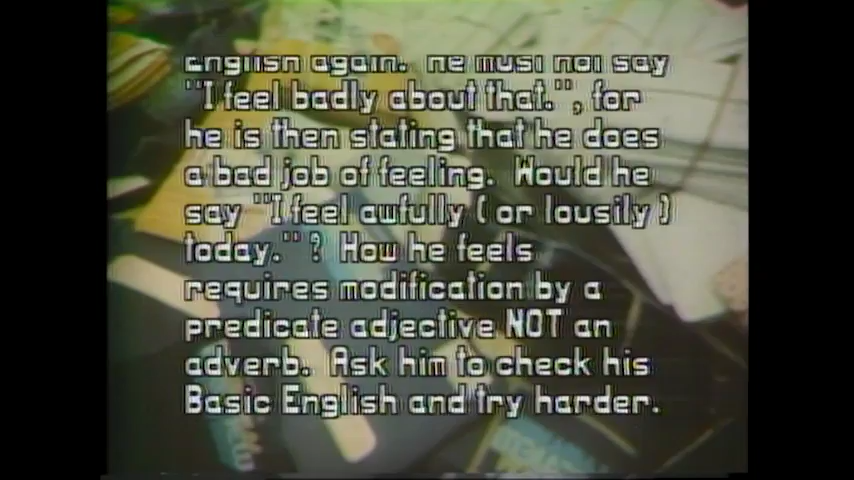 English again. He must not say
"I feel badly about that.", for
he is then stating that he does
a bad job of feeling. Would he
say "I feel awfully ( or lousily )
today." ? How he feels
requires modification by a
predicate adjective NOT an
adverb. Ask him to check his
Basic English and try harder.